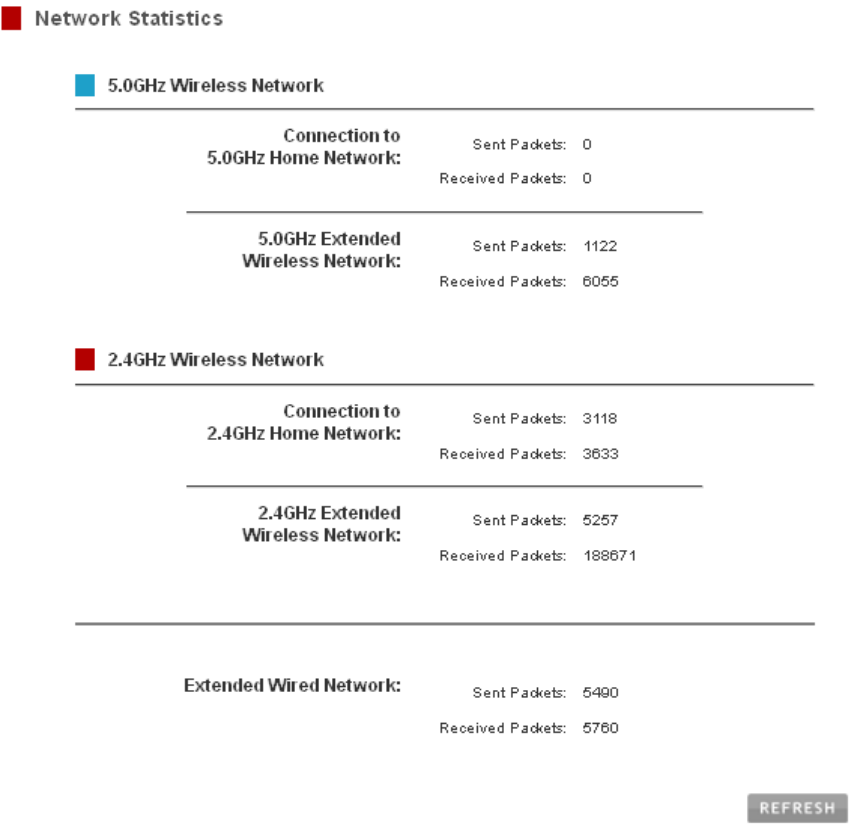 Network Statistics
5.0GHz Wireless Network
Connection to
5.0GHz Home Network:
Sent Packets: 0
Received Packets: 0
5.0GHz Extended
Wireless Network:
Sent Packets: 1122
Received Packets: 6055
2.4GHz Wireless Network
Connection to
2.4GHz Home Network:
Sent Packets: 3118
Received Packets: 3633
2.4GHz Extended
Wireless Network:
Sent Packets: 5257
Received Packets: 188671
Extended Wired Network:
Sent Packets: 5490
Received Packets: 5760
REFRESH